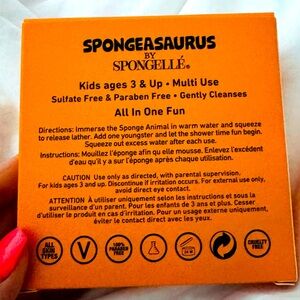 SPONGEASAURUS
BY
SPONGELLÉ®
Kids ages 3 & Up • Multi Use
Sulfate Free & Paraben Free • Gently Cleanses
All In One Fun
Directions: Immerse the Sponge Animal in warm water and squeeze
to release lather. Add one youngster and let the shower time fun begin.
Squeeze out excess water after each use.
Instructions: Mouillez l'éponge afin qu'elle mousse. Enlevez l'excédent
d'eau qu'il y a de l'éponge après chaque utilisation.
CAUTION Use only as directed, with parental supervision.
For kids ages 3 and up. Discontinue if irritation occurs. For external use only,
avoid direct eye contact.
ATTENTION À utiliser uniquement selon les instructions et sous la
surveillance d'un parent. Pour les enfants de 3 ans et plus. Cesser
d'utiliser le produit en cas d'irritation. Pour un usage externe uniquement,
éviter le contact direct avec les yeux.
ALL
SKIN
TYPES
V
100%
PARABEN
FREE
CRUELTY
FREE